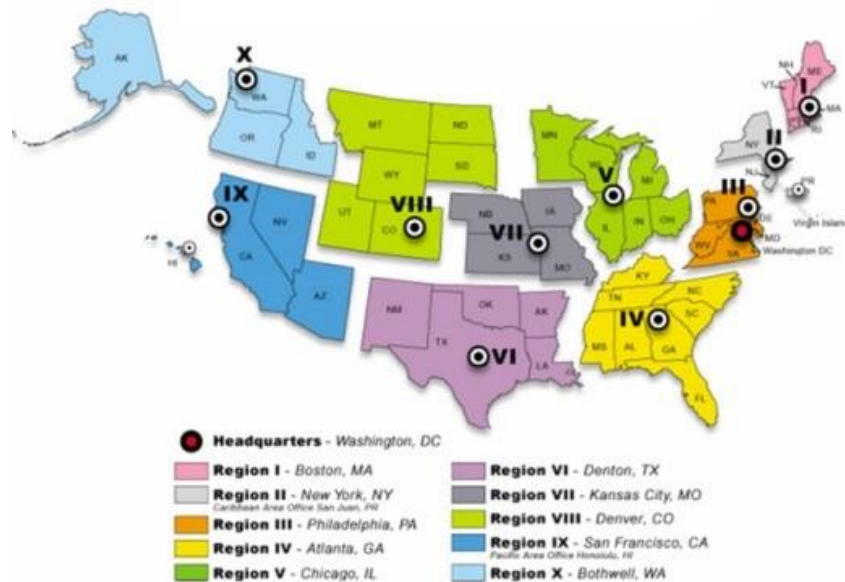 AK
X
WA
OR
ID
MT
ND
SD
WY
UT
CO
VIII
IX
NV
CA
AZ
HI
NB
IA
KS
MO
VII
MN
WI
MI
IL
IN
OH
V
NH
VT
ME
I
MA
CT
RI
NY
II
NJ
PR
Virgin Island
III
PA
DE
MD
Washington DC
WV
VA
KY
TN
NC
SC
IV
MS
AL
GA
FL
NM
OK
AK
TX
LA
VI
Headquarters - Washington, DC
Region I - Boston, MA
Region II - New York, NY
Caribbean Area Office San Juan, PR
Region III - Philadelphia, PA
Region IV - Atlanta, GA
Region V - Chicago, IL
Region VI - Denton, TX
Region VII - Kansas City, MO
Region VIII - Denver, CO
Region IX - San Francisco, CA
Pacific Area Office Honolulu, HI
Region X - Bothwell, WA